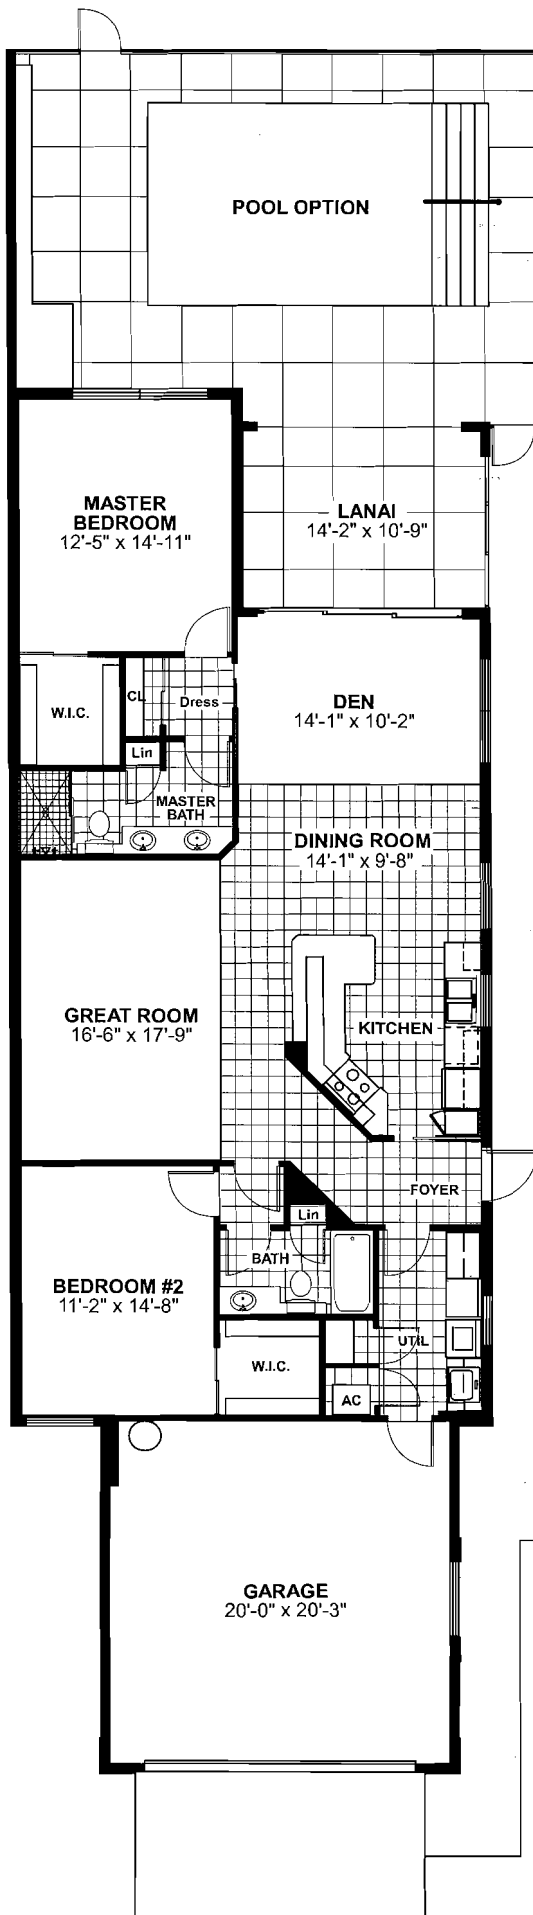 POOL OPTION
MASTER
BEDROOM
12'-5" x 14'-11"
LANAI
14'-2" x 10'-9"
W.I.C.
CL
Dress
DEN
14'-1" x 10'-2"
Lin
MASTER
BATH
DINING ROOM
14'-1" x 9'-8"
GREAT ROOM
16'-6" x 17'-9"
KITCHEN
FOYER
Lin
BATH
BEDROOM #2
11'-2" x 14'-8"
UTIL
W.I.C.
AC
GARAGE
20'-0" x 20'-3"